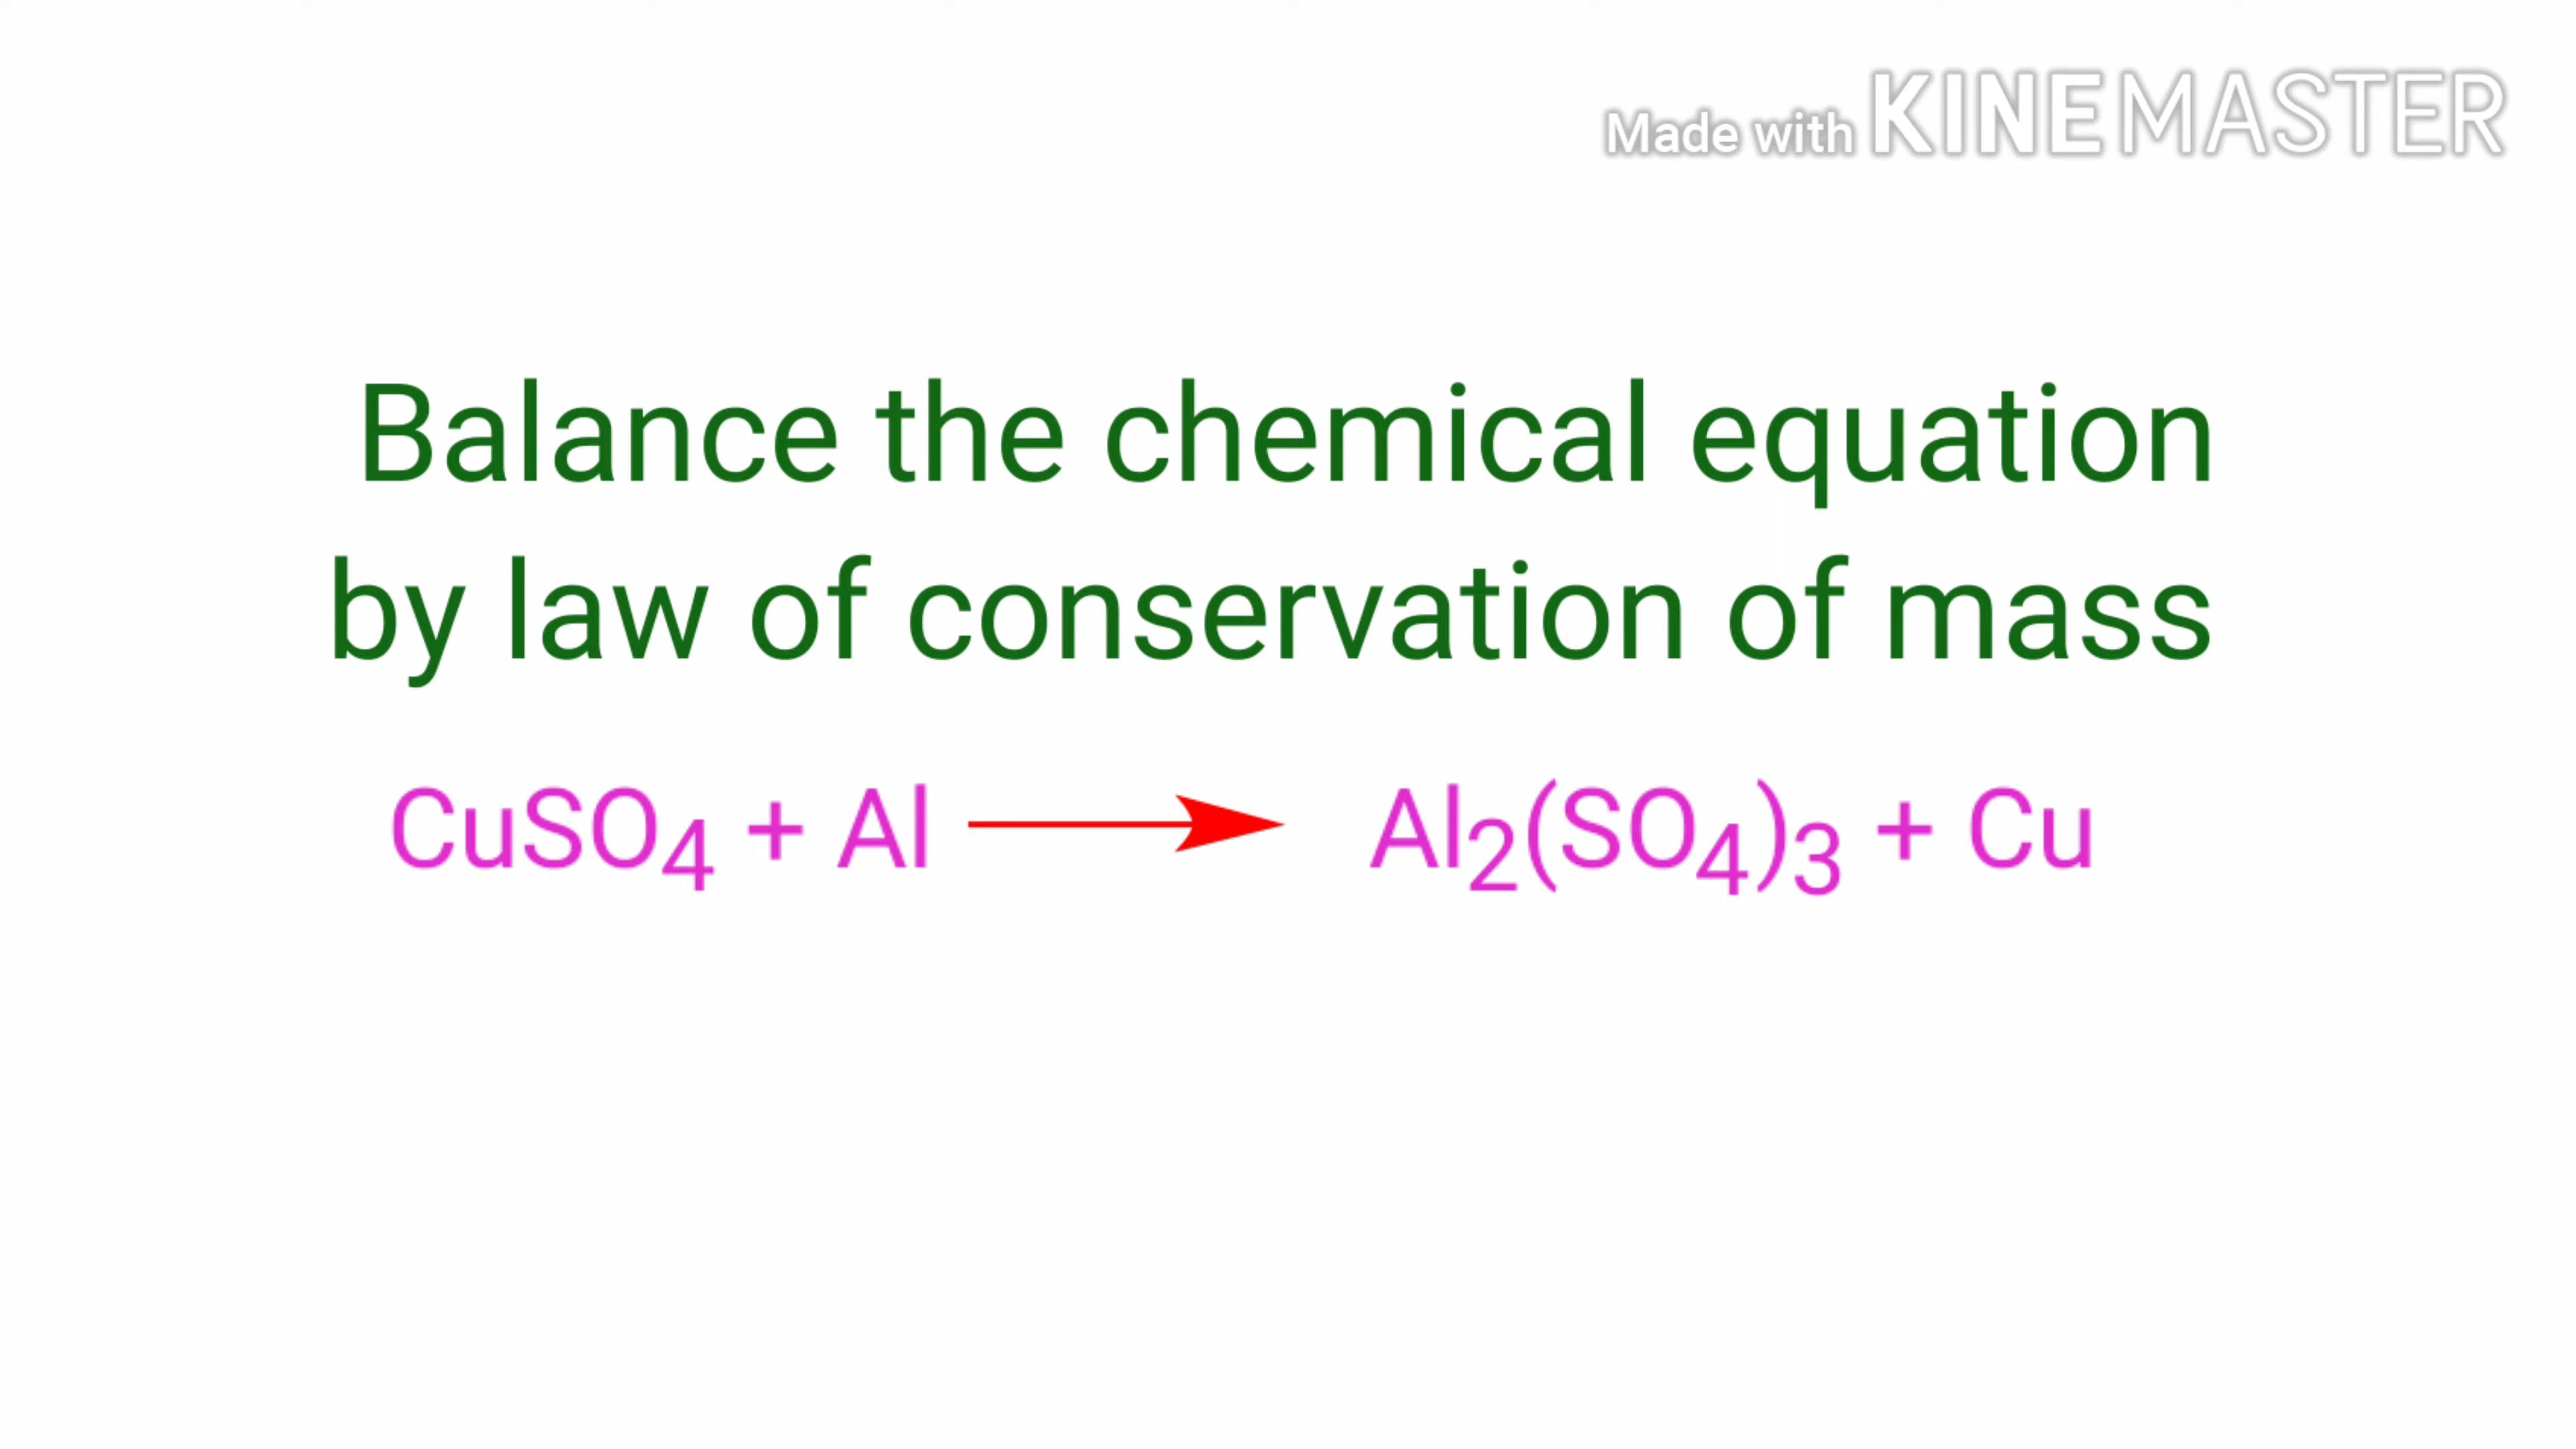 Made with KINEMASTER
Balance the chemical equation
by law of conservation of mass
CuSO₄ + Al ⟶ Al₂(SO₄)₃ + Cu